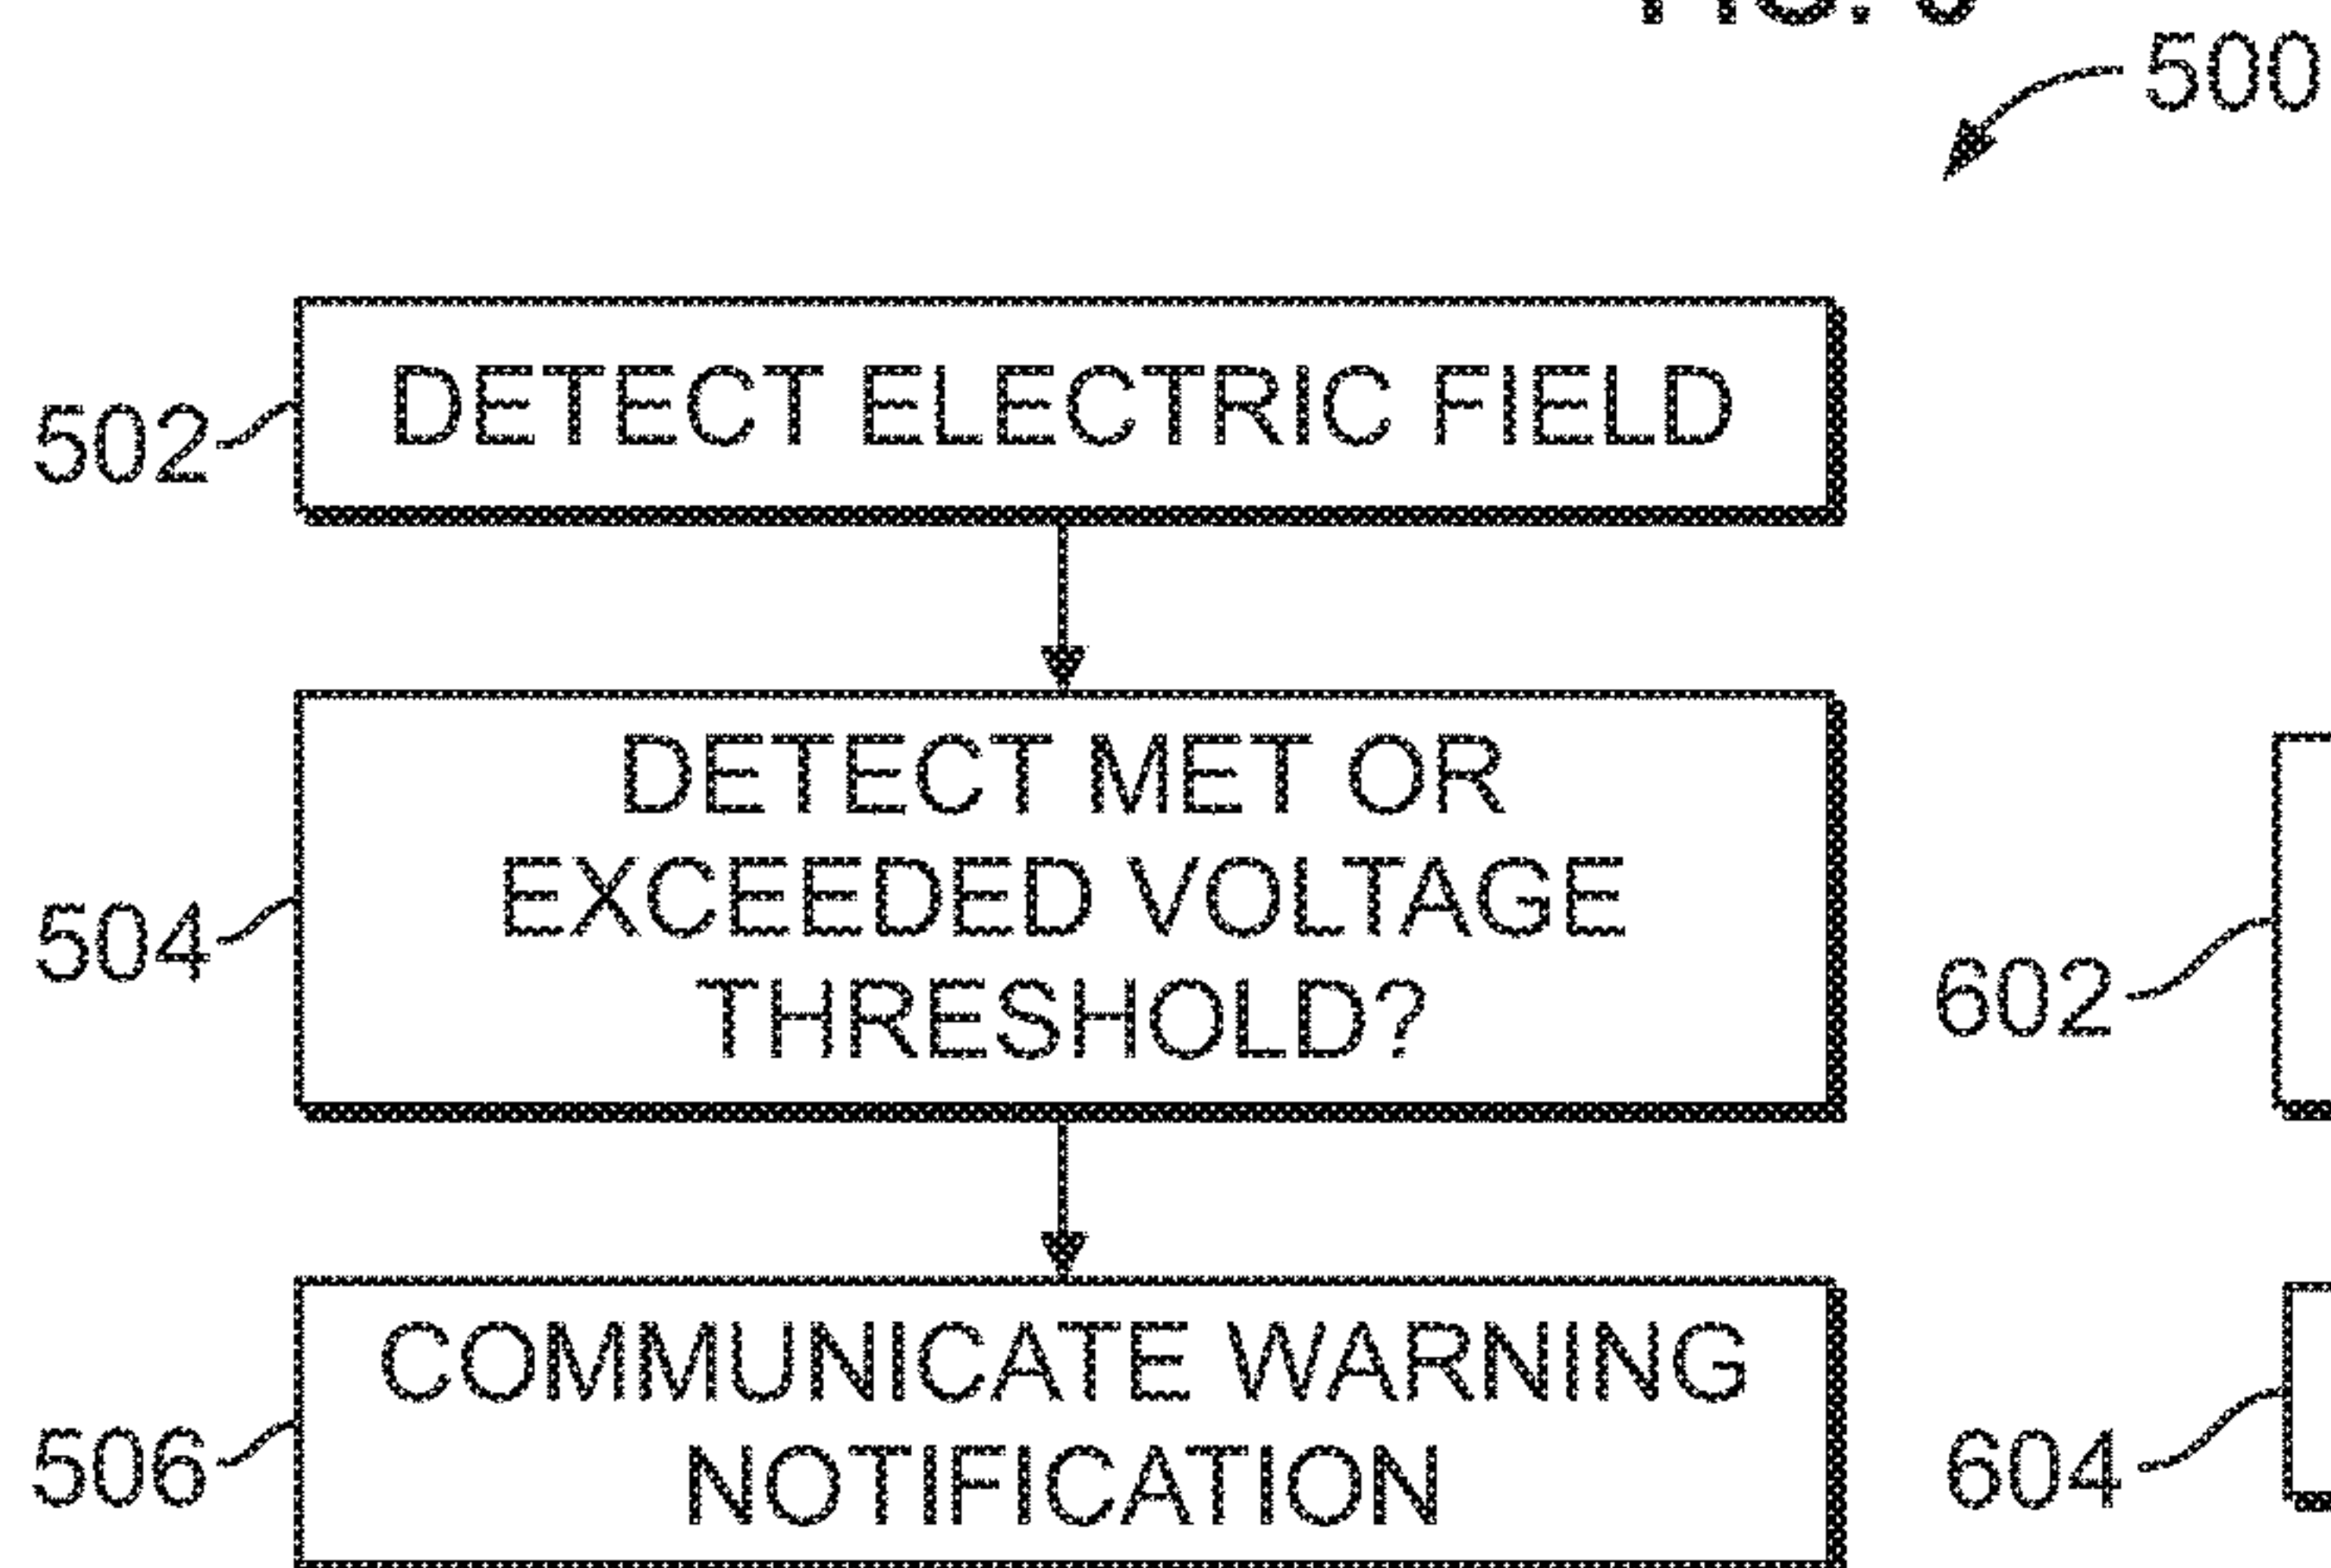 500
502
DETECT ELECTRIC FIELD
504
DETECT MET OR
EXCEEDED VOLTAGE
THRESHOLD?
506
COMMUNICATE WARNING
NOTIFICATION
602
604